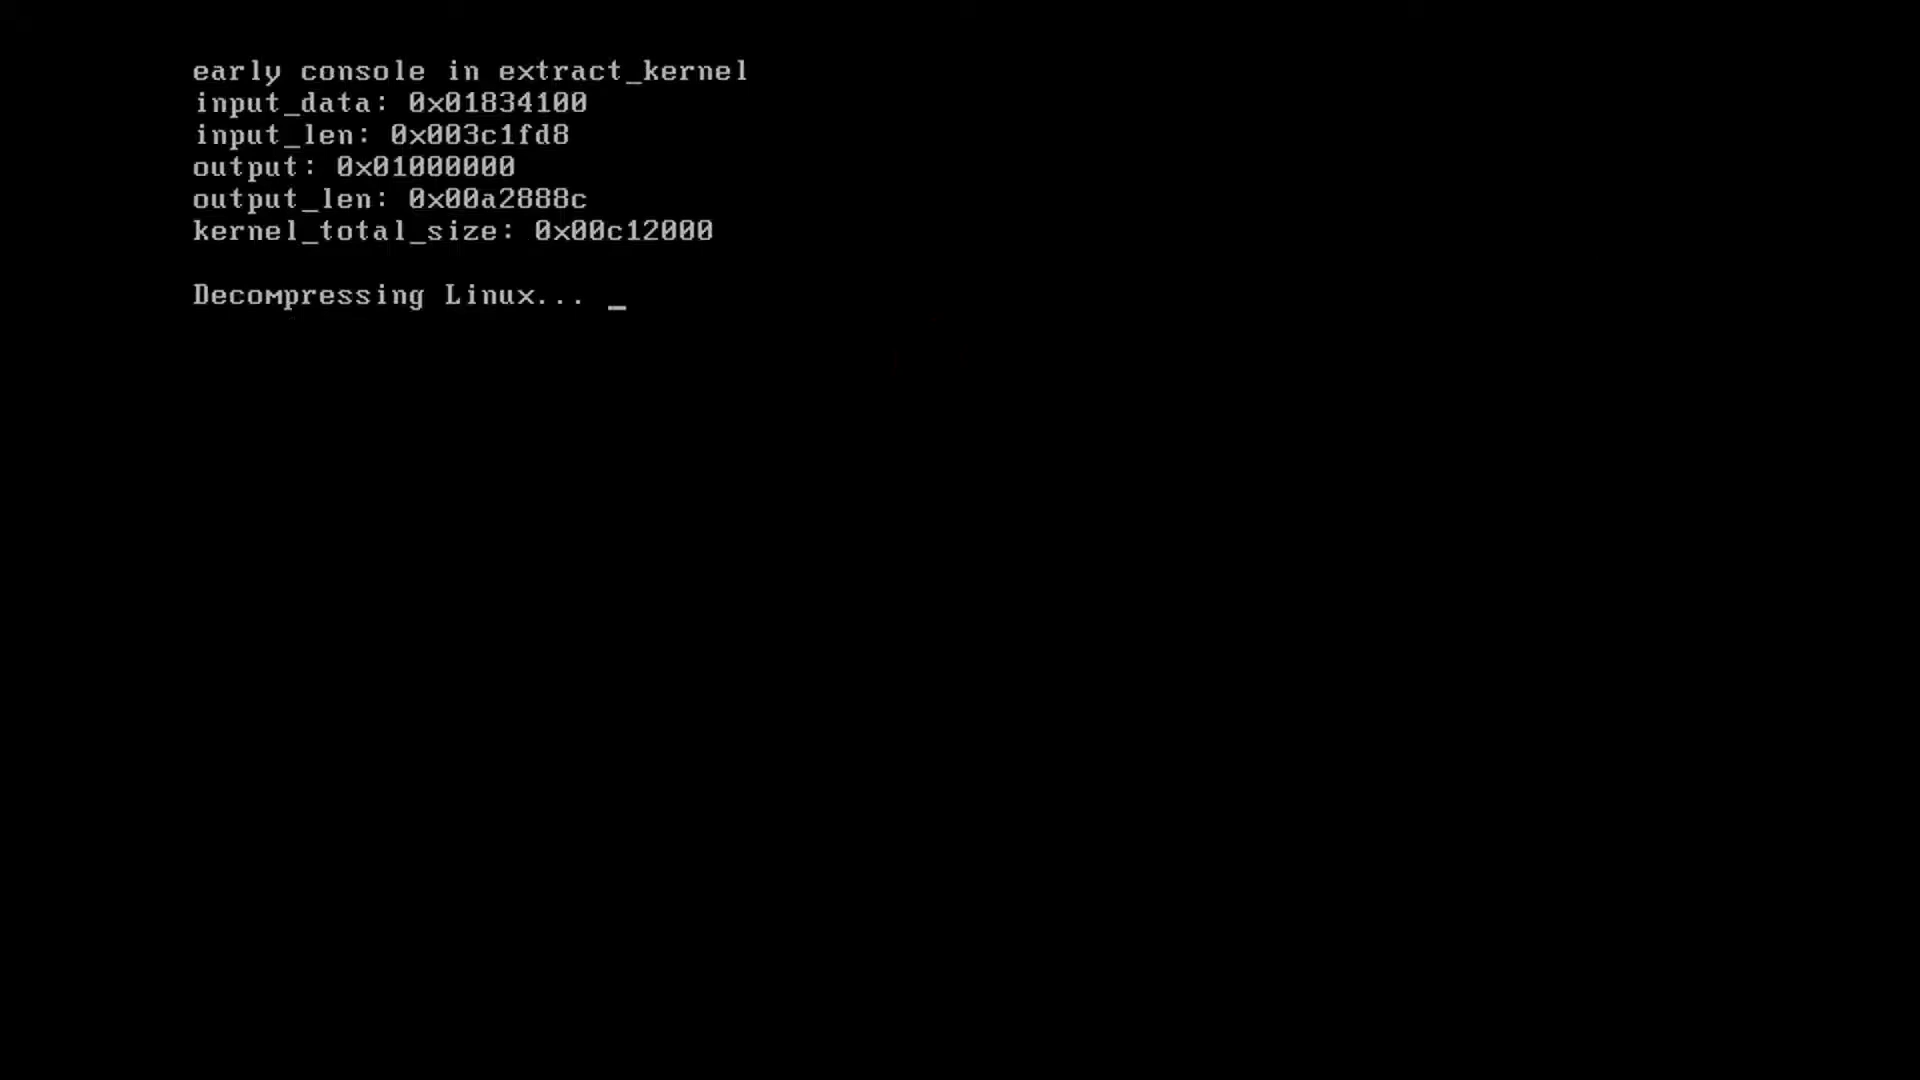 early console in extract_kernel
input_data: 0x01834100
input_len: 0x003c1fd8
output: 0x01000000
output_len: 0x00a2888c
kernel_total_size: 0x00c12000
Decompressing Linux... _